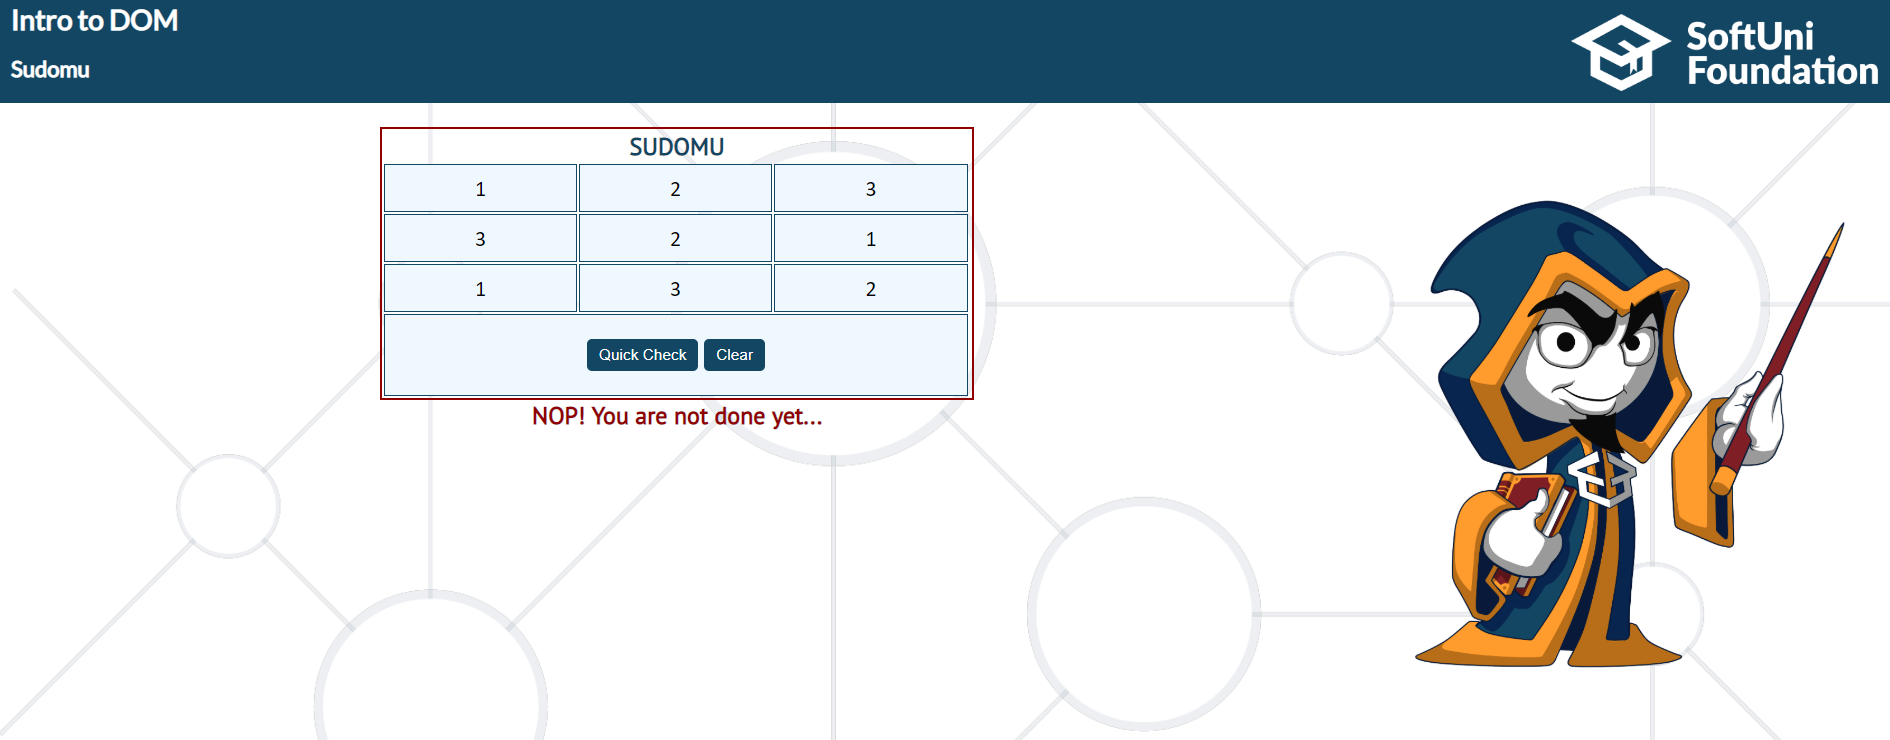 Intro to DOM
Sudomu
SoftUni
Foundation
SUDOMU
1 2 3
3 2 1
1 3 2
Quick Check Clear
NOP! You are not done yet...